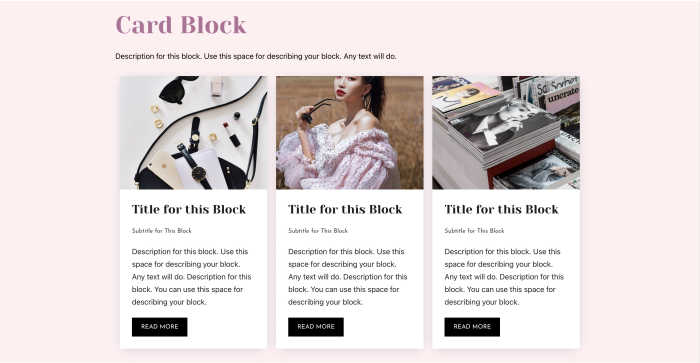 Card Block
Description for this block. Use this space for describing your block. Any text will do.
Sai Sorbet
uncrate
Title for this Block
Subtitle for This Block
Description for this block. Use this
space for describing your block.
Any text will do. Description for this
block. You can use this space for
describing your block.
READ MORE
Title for this Block
Subtitle for This Block
Description for this block. Use this
space for describing your block.
Any text will do. Description for this
block. You can use this space for
describing your block.
READ MORE
Title for this Block
Subtitle for This Block
Description for this block. Use this
space for describing your block.
Any text will do. Description for this
block. You can use this space for
describing your block.
READ MORE